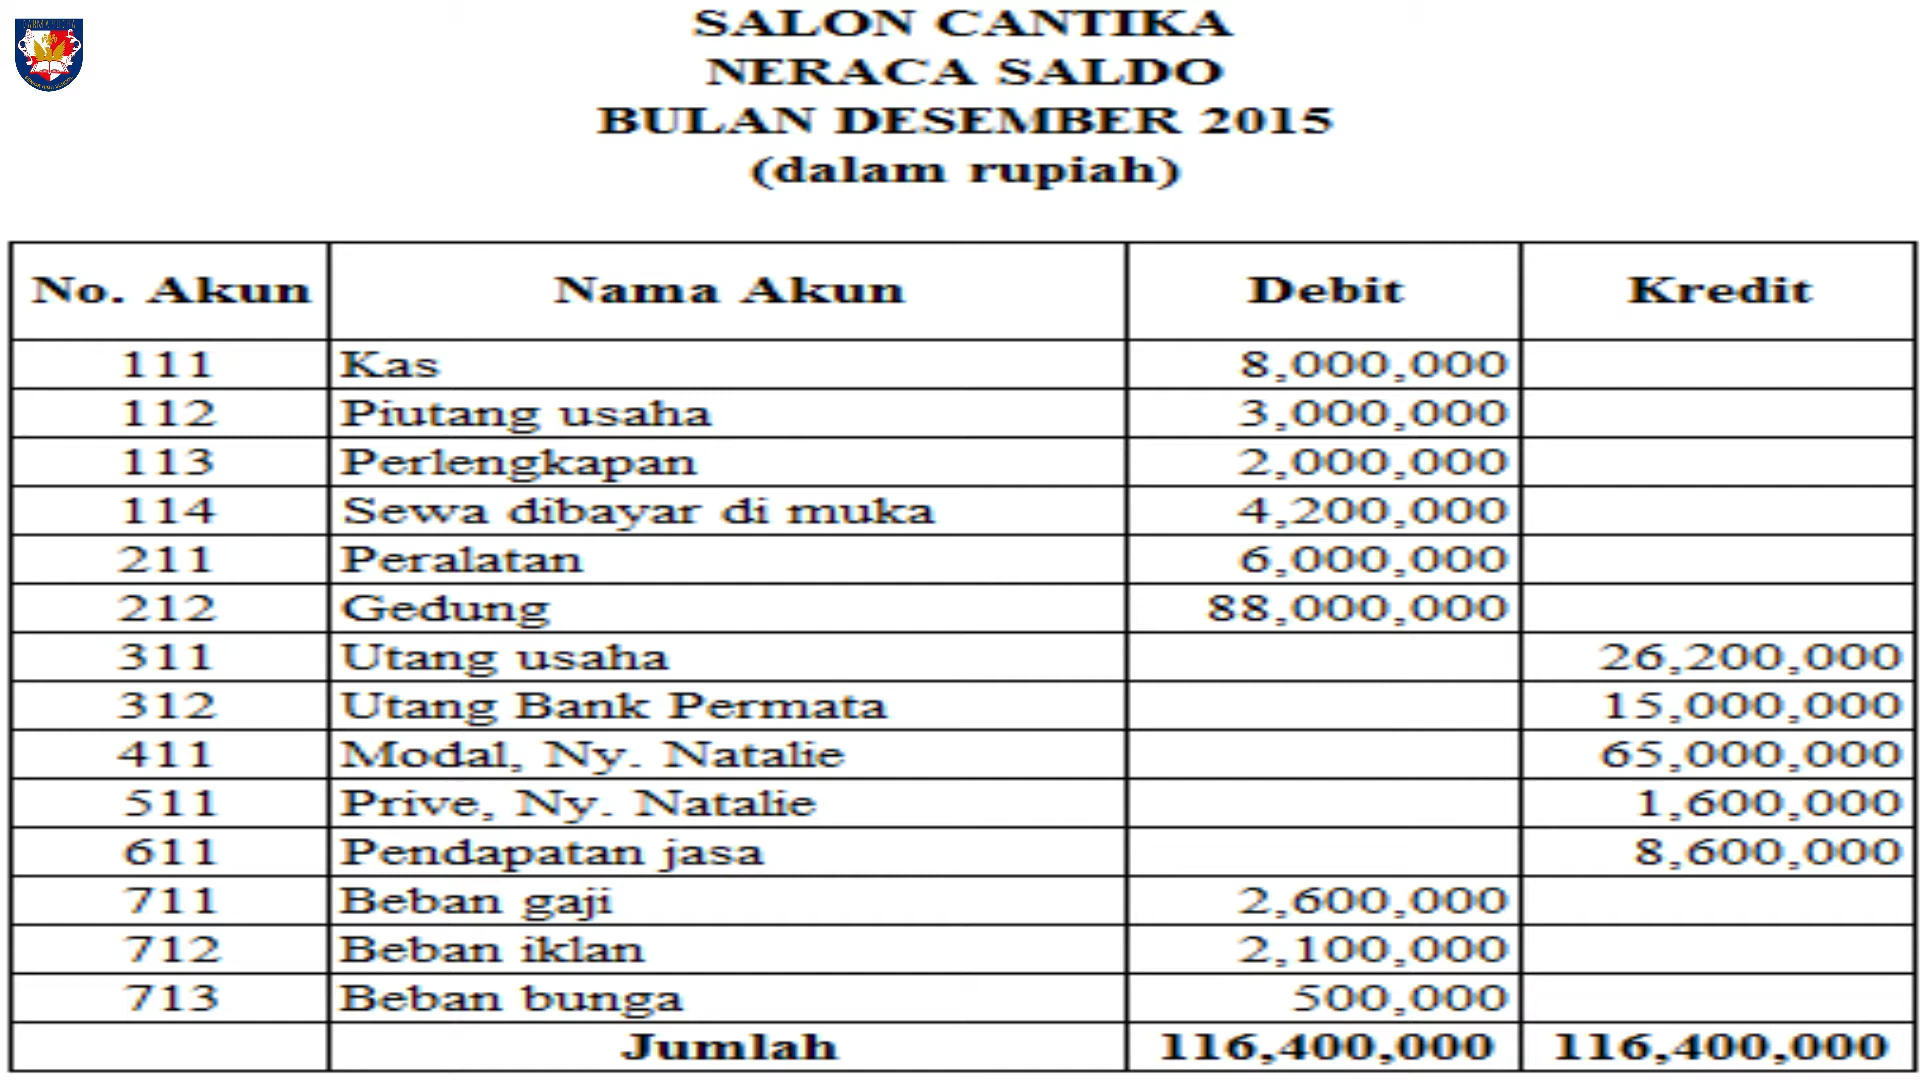 SALON CANTIKA
NERACA SALDO
BULAN DESEMBER 2015
(dalam rupiah)
No. Akun Nama Akun Debit Kredit
111 Kas 8,000,000
112 Piutang usaha 3,000,000
113 Perlengkapan 2,000,000
114 Sewa dibayar di muka 4,200,000
211 Peralatan 6,000,000
212 Gedung 88,000,000
311 Utang usaha 26,200,000
312 Utang Bank Permata 15,000,000
411 Modal, Ny. Natalie 65,000,000
511 Prive, Ny. Natalie 1,600,000
611 Pendapatan jasa 8,600,000
711 Beban gaji 2,600,000
712 Beban iklan 2,100,000
713 Beban bunga 500,000
Jumlah 116,400,000 116,400,000